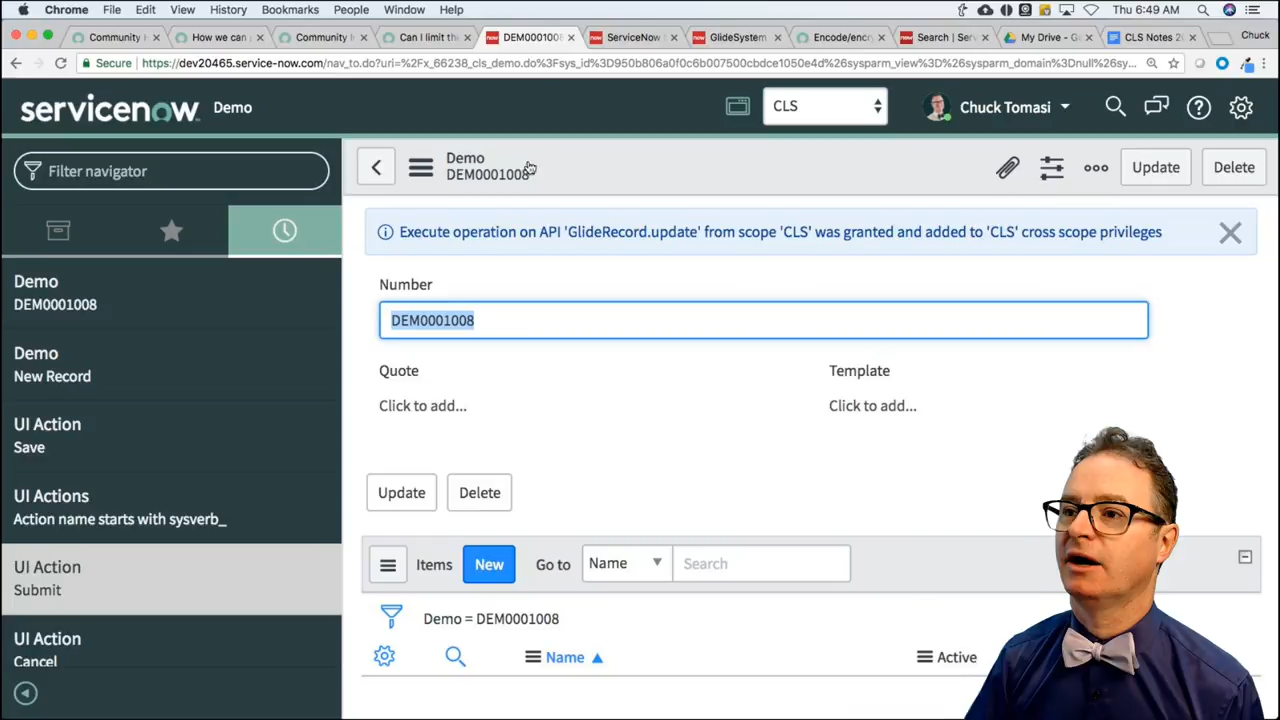 Chrome File Edit View History Bookmarks People Window Help
Thu 6:49 AM
Community H
How we can
Community I
Can I limit the
DEM0001008
ServiceNow
GlideSystem
Encode/encry
Search | Serv
My Drive - Go
CLS Notes 20
Chuck
Secure https://dev20465.service-now.com/nav_to.do?uri=%2Fx_66238_cls_demo.do%3Fsys_id%3D950b806a0f0c6b007500cbdce1050e4d%26sysparm_view%3D%26sysparm_domain%3Dnull%26sy...
servicenow Demo
CLS
Chuck Tomasi
Filter navigator
Demo
DEM0001008
Demo
New Record
UI Action
Save
UI Actions
Action name starts with sysverb_
UI Action
Submit
UI Action
Cancel
Demo
DEM0001008
Update Delete
Execute operation on API 'GlideRecord.update' from scope 'CLS' was granted and added to 'CLS' cross scope privileges
Number
DEM0001008
Quote
Click to add...
Template
Click to add...
Update Delete
Items New Go to Name Search
Demo = DEM0001008
Name Active